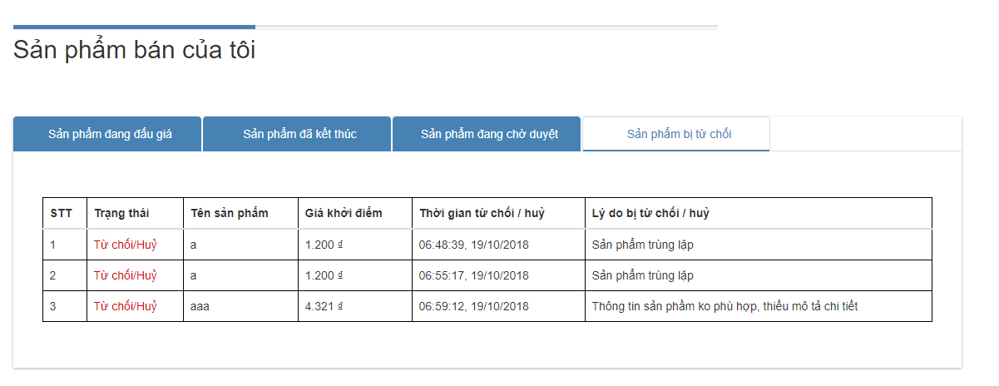 Sản phẩm bán của tôi
Sản phẩm đang đấu giá Sản phẩm đã kết thúc Sản phẩm đang chờ duyệt Sản phẩm bị từ chối
STT Trạng thái Tên sản phẩm Giá khởi điểm Thời gian từ chối / huỷ Lý do bị từ chối / huỷ
1 Từ chối/Huỷ a 1.200 ₫ 06:48:39, 19/10/2018 Sản phẩm trùng lặp
2 Từ chối/Huỷ a 1.200 ₫ 06:55:17, 19/10/2018 Sản phẩm trùng lặp
3 Từ chối/Huỷ aaa 4.321 ₫ 06:59:12, 19/10/2018 Thông tin sản phầm ko phù hợp, thiếu mô tả chi tiết